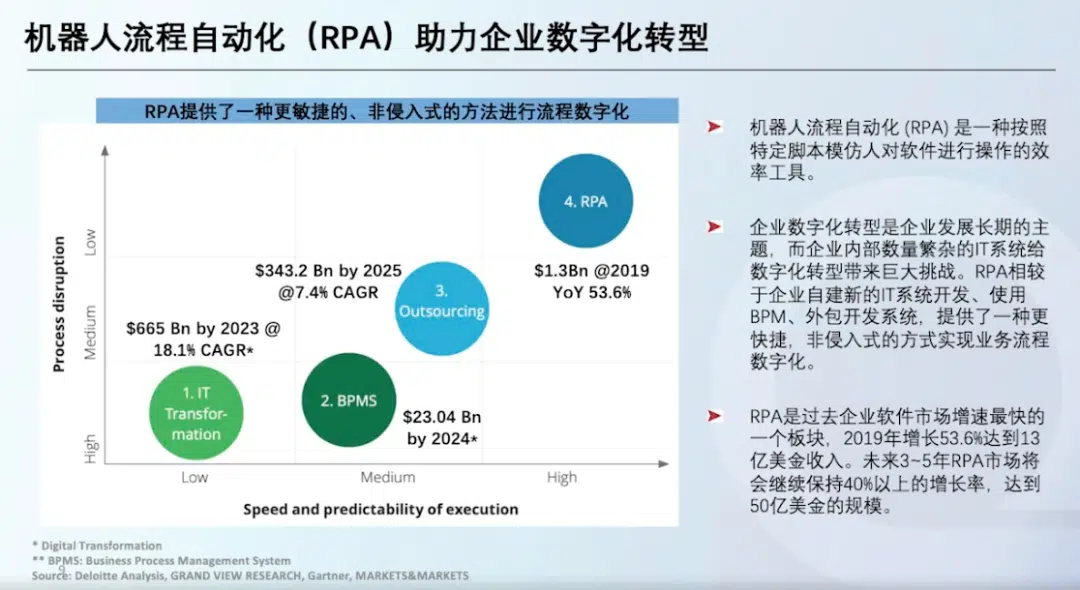 机器人流程自动化（RPA）助力企业数字化转型
RPA提供了一种更敏捷的、非侵入式的方法进行流程数字化
Process disruption
Low
Medium
High
4. RPA
$1.3Bn @2019
YoY 53.6%
$343.2 Bn by 2025
@7.4% CAGR
3.
Outsourcing
$665 Bn by 2023 @
18.1% CAGR*
1. IT
Transfor-
mation
2. BPMS
$23.04 Bn
by 2024*
Low
Medium
High
Speed and predictability of execution
机器人流程自动化 (RPA) 是一种按照
特定脚本模仿人对软件进行操作的效
率工具。
企业数字化转型是企业发展长期的主
题，而企业内部数量繁杂的IT系统给
数字化转型带来巨大挑战。RPA相较
于企业自建新的IT系统开发、使用
BPM、外包开发系统，提供了一种更
快捷，非侵入式的方式实现业务流程
数字化。
RPA是过去企业软件市场增速最快的
一个板块，2019年增长53.6%达到13
亿美金收入。未来3~5年RPA市场将
会继续保持40%以上的增长率，达到
50亿美金的规模。
* Digital Transformation
** BPMS: Business Process Management System
Source: Deloitte Analysis, GRAND VIEW RESEARCH, Gartner, MARKETS&MARKETS
9